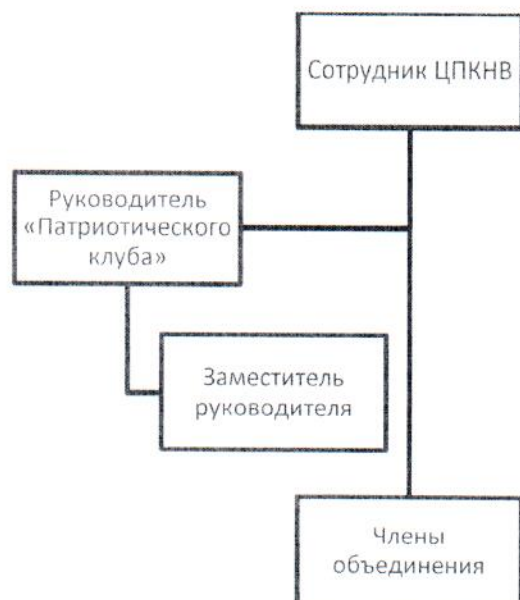 Сотрудник ЦПКНВ
Руководитель
«Патриотического
клуба»
Заместитель
руководителя
Члены
объединения